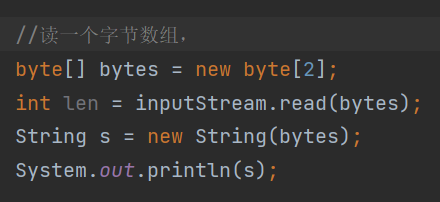 //读一个字节数组，
byte[] bytes = new byte[2];
int len = inputStream.read(bytes);
String s = new String(bytes);
System.out.println(s);